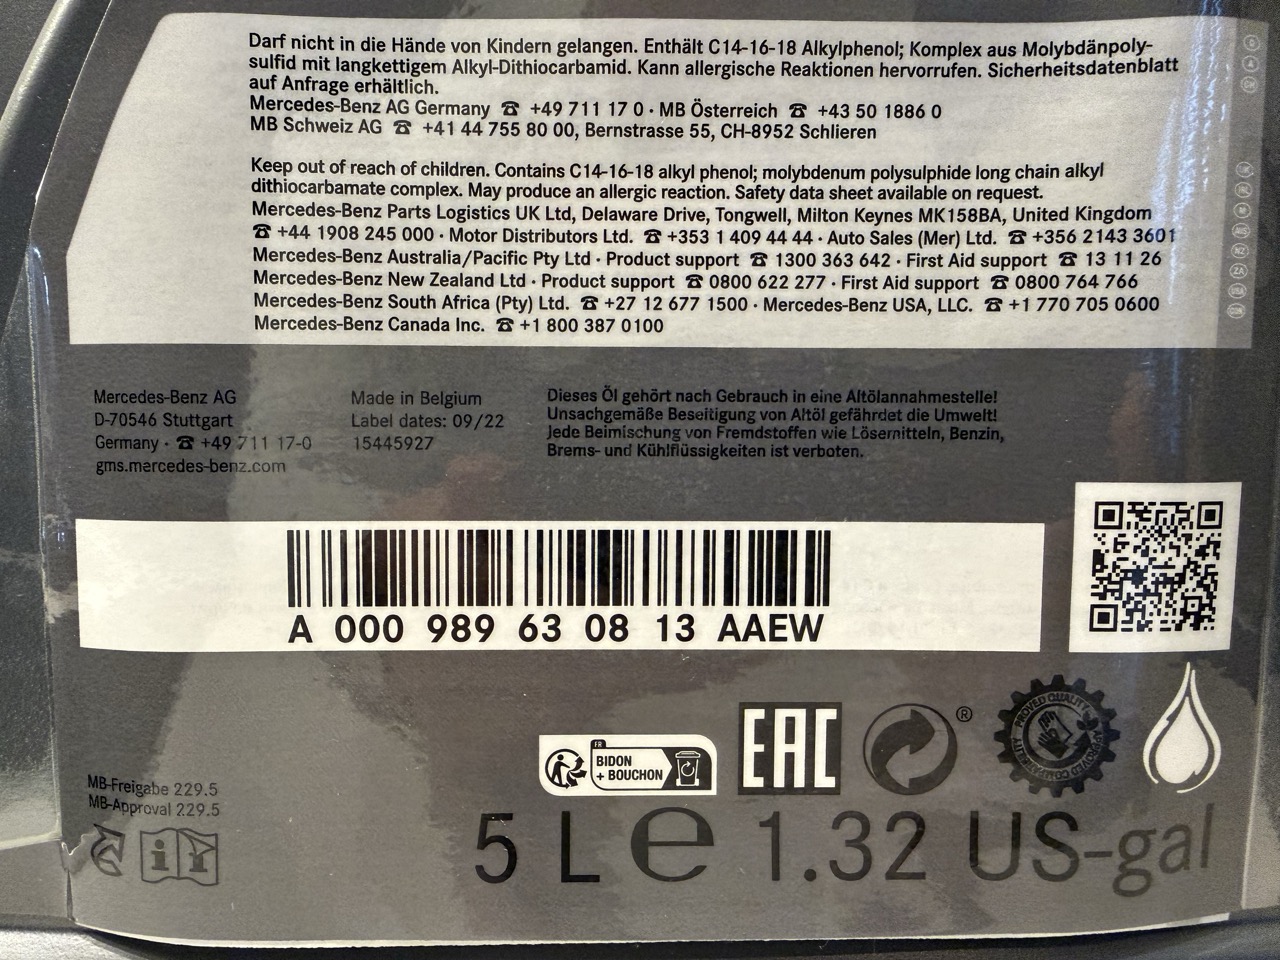 Darf nicht in die Hände von Kindern gelangen. Enthält C14-16-18 Alkylphenol; Komplex aus Molybdänpoly-
sulfid mit langkettigem Alkyl-Dithiocarbamid. Kann allergische Reaktionen hervorrufen. Sicherheitsdatenblatt
auf Anfrage erhältlich.
Mercedes-Benz AG Germany ☎ +49 711 17 0 · MB Österreich ☎ +43 50 1886 0
MB Schweiz AG ☎ +41 44 755 80 00, Bernstrasse 55, CH-8952 Schlieren
Keep out of reach of children. Contains C14-16-18 alkyl phenol; molybdenum polysulphide long chain alkyl
dithiocarbamate complex. May produce an allergic reaction. Safety data sheet available on request.
Mercedes-Benz Parts Logistics UK Ltd, Delaware Drive, Tongwell, Milton Keynes MK158BA, United Kingdom
☎ +44 1908 245 000 · Motor Distributors Ltd. ☎ +353 1 409 44 44 · Auto Sales (Mer) Ltd. ☎ +356 2143 3601
Mercedes-Benz Australia/Pacific Pty Ltd · Product support ☎ 1300 363 642 · First Aid support ☎ 13 11 26
Mercedes-Benz New Zealand Ltd · Product support ☎ 0800 622 277 · First Aid support ☎ 0800 764 766
Mercedes-Benz South Africa (Pty) Ltd. ☎ +27 12 677 1500 · Mercedes-Benz USA, LLC. ☎ +1 770 705 0600
Mercedes-Benz Canada Inc. ☎ +1 800 387 0100
Mercedes-Benz AG
D-70546 Stuttgart
Germany · ☎ +49 711 17-0
gms.mercedes-benz.com
Made in Belgium
Label dates: 09/22
15445927
Dieses Öl gehört nach Gebrauch in eine Altölannahmestelle!
Unsachgemäße Beseitigung von Altöl gefährdet die Umwelt!
Jede Beimischung von Fremdstoffen wie Lösemitteln, Benzin,
Brems- und Kühlflüssigkeiten ist verboten.
A 000 989 63 08 13 AAEW
FR
BIDON
+ BOUCHON
EAC
®
PROVED QUALITY
APPROVED COMPATIBILITY
MB-Freigabe 229.5
MB-Approval 229.5
5 L e 1.32 US-gal